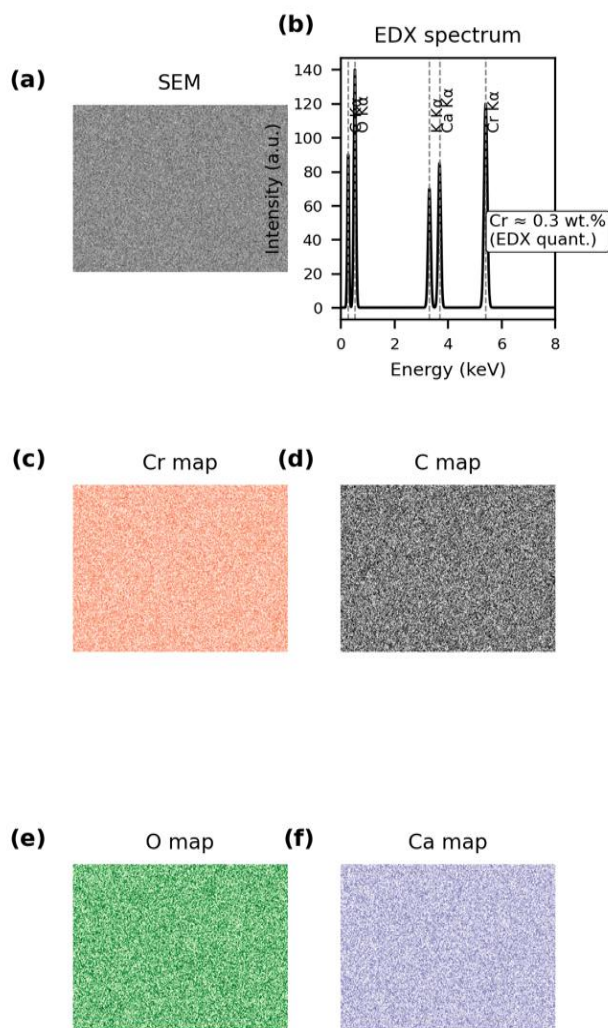 (a)
SEM
(b)
EDX spectrum
Intensity (a.u.)
140
120
100
80
60
40
20
0
C Kα
O Kα
K Kα
Ca Kα
Cr Kα
Cr ≈ 0.3 wt.%
(EDX quant.)
0 2 4 6 8
Energy (keV)
(c)
Cr map
(d)
C map
(e)
O map
(f)
Ca map